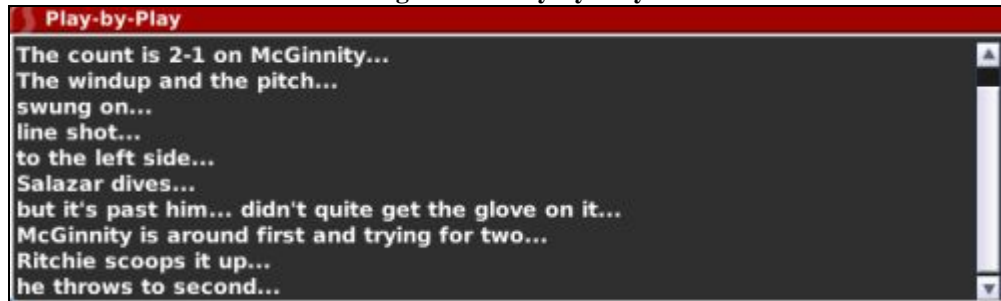 Play-by-Play
The count is 2-1 on McGinnity...
The windup and the pitch...
swung on...
line shot...
to the left side...
Salazar dives...
but it's past him... didn't quite get the glove on it...
McGinnity is around first and trying for two...
Ritchie scoops it up...
he throws to second...